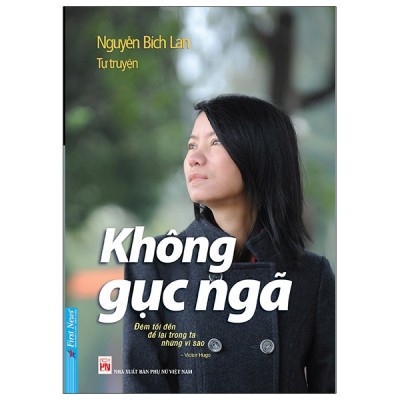 Nguyễn Bích Lan
Tự truyện
Không
gục ngã
Đêm tối đến
để lại trong ta
những vì sao
- Victor Hugo
First News
PN
NHÀ XUẤT BẢN PHỤ NỮ VIỆT NAM